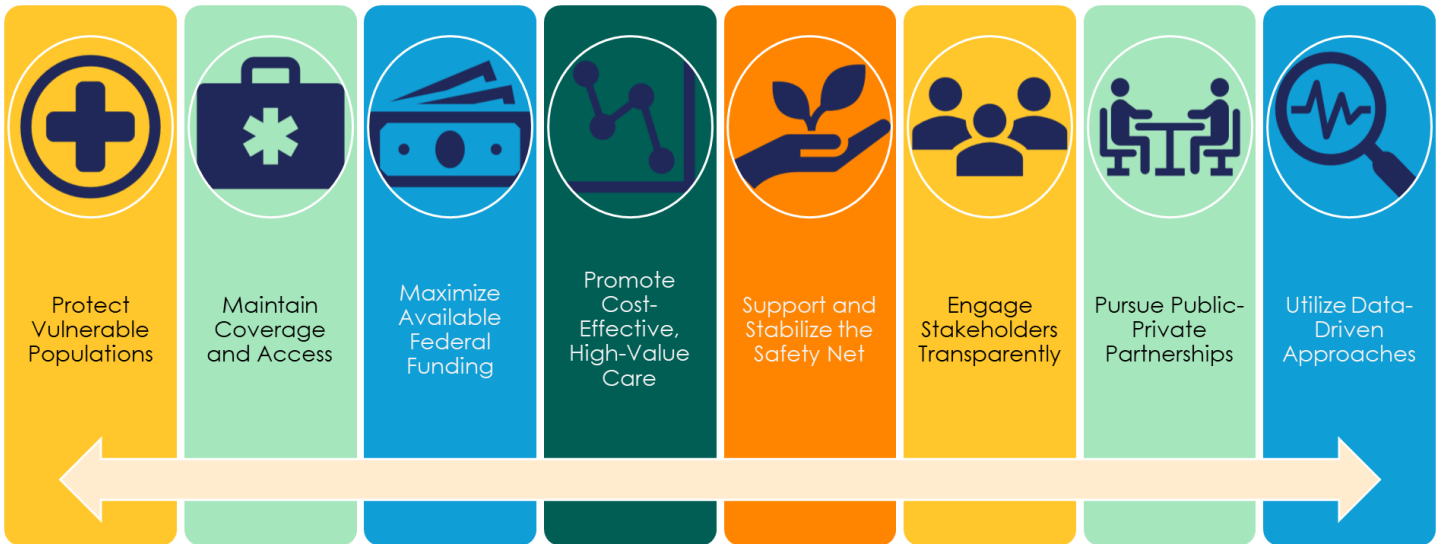 Protect
Vulnerable
Populations
Maintain
Coverage
and Access
Maximize
Available
Federal
Funding
Promote
Cost-
Effective,
High-Value
Care
Support and
Stabilize the
Safety Net
Engage
Stakeholders
Transparently
Pursue Public-
Private
Partnerships
Utilize Data-
Driven
Approaches